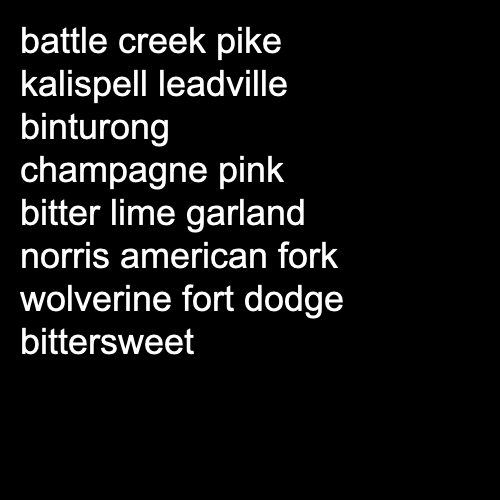 battle creek pike
kalispell leadville
binturong
champagne pink
bitter lime garland
norris american fork
wolverine fort dodge
bittersweet